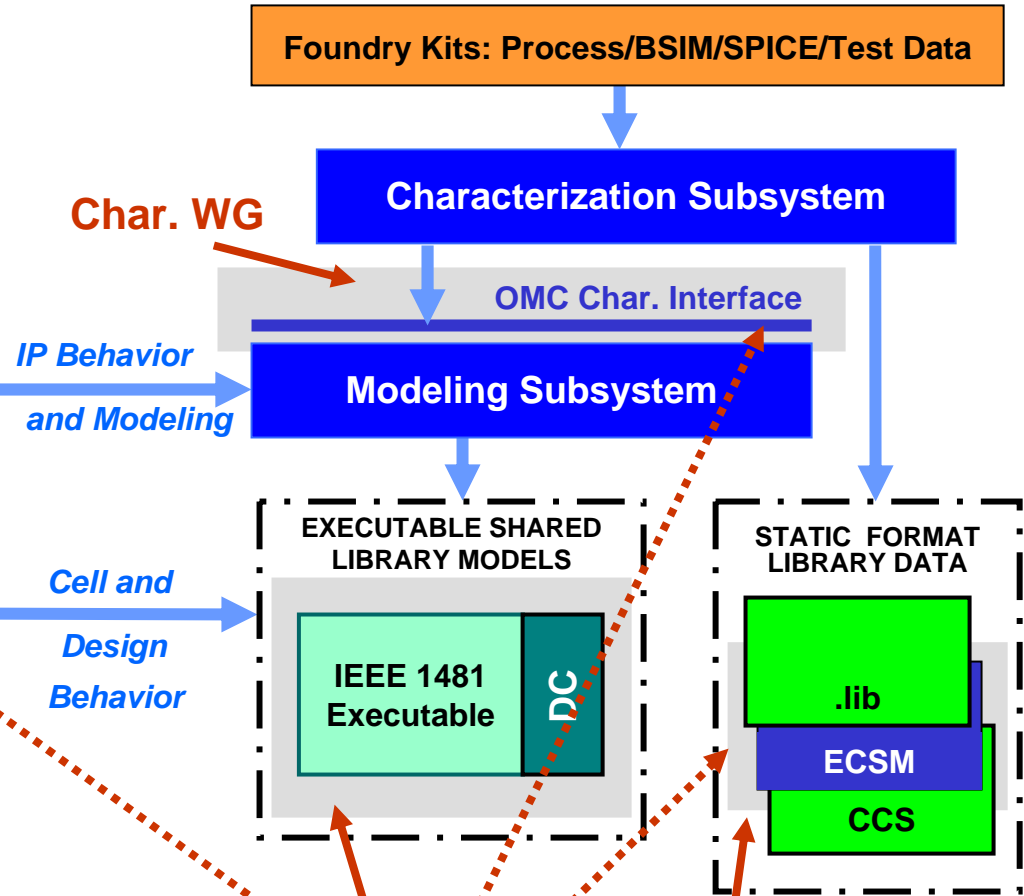 Foundry Kits: Process/BSIM/SPICE/Test Data
Characterization Subsystem
Char. WG
OMC Char. Interface
IP Behavior
and Modeling
Modeling Subsystem
EXECUTABLE SHARED
LIBRARY MODELS
STATIC FORMAT
LIBRARY DATA
Cell and
Design
Behavior
IEEE 1481
Executable
DC
.lib
ECSM
CCS